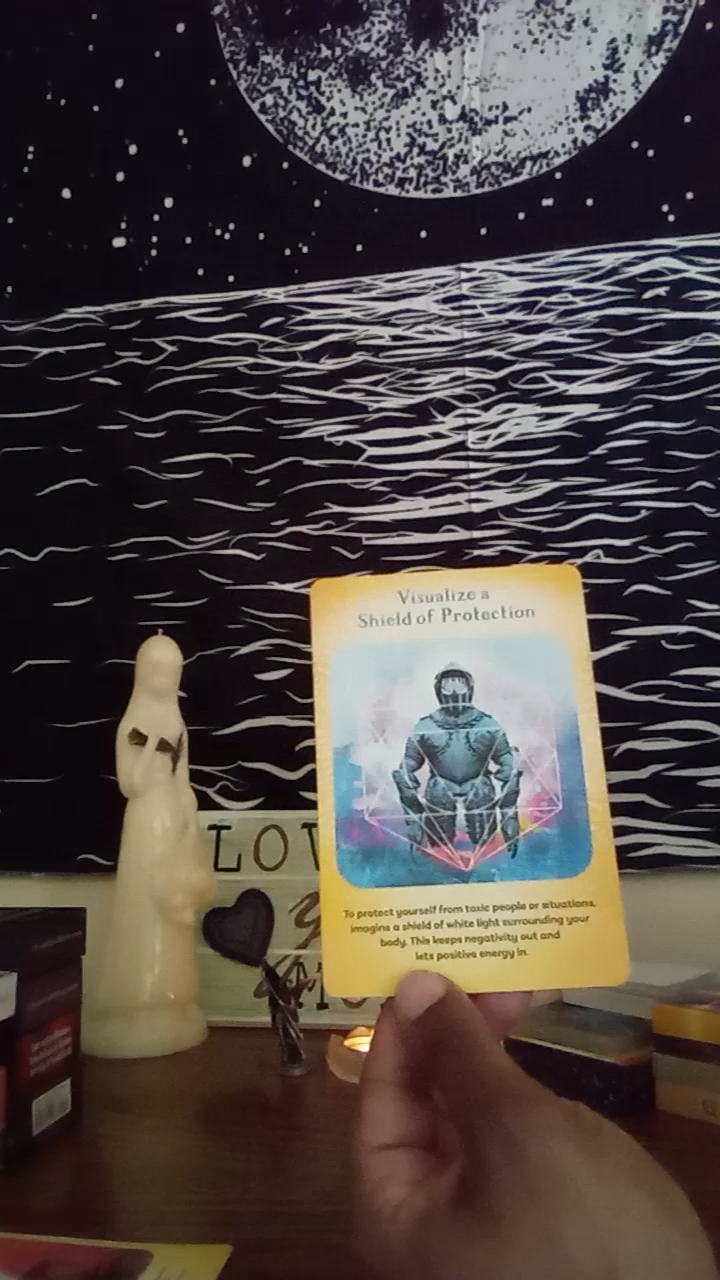 Visualize a
Shield of Protection
To protect yourself from toxic people or situations,
imagine a shield of white light surrounding your
body. This keeps negativity out and
lets positive energy in.
LOV